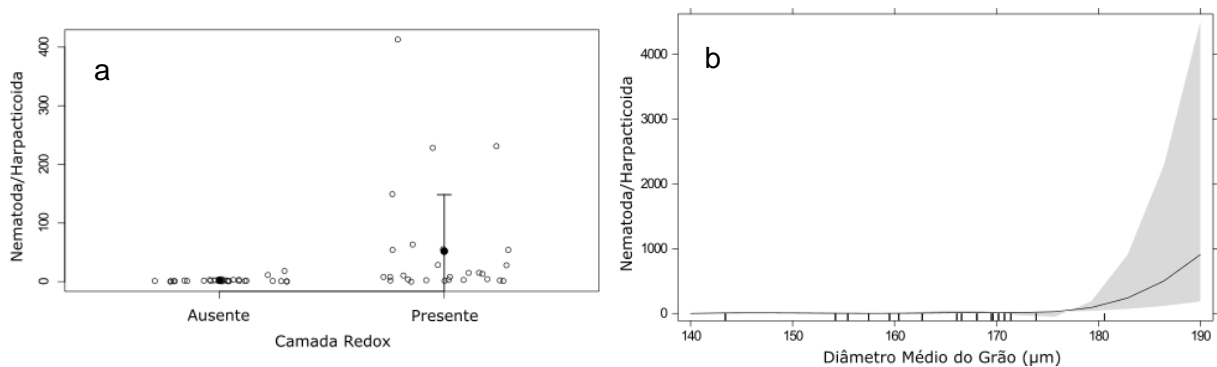 a
Nematoda/Harpacticoida
400
300
200
100
0
Ausente Presente
Camada Redox
b
Nematoda/Harpacticoida
4000
3000
2000
1000
0
140 150 160 170 180 190
Diâmetro Médio do Grão (µm)